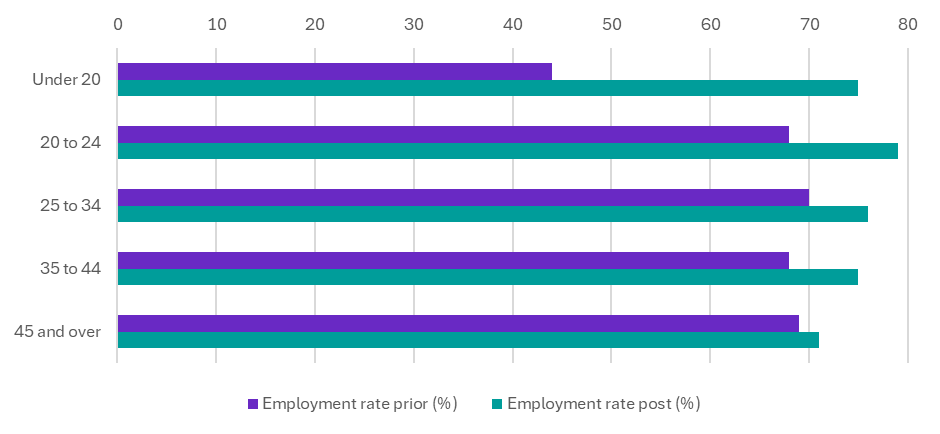 0 10 20 30 40 50 60 70 80
Under 20
20 to 24
25 to 34
35 to 44
45 and over
Employment rate prior (%) Employment rate post (%)